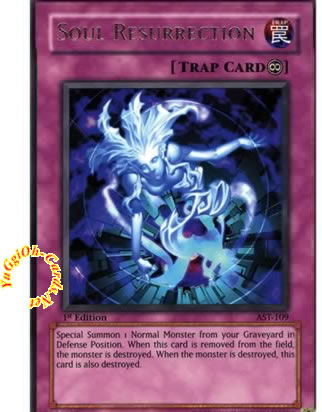 SOUL RESURRECTION
TRAP
罠
[TRAP CARD∞]
YuGgiOh-Cards.Net
1st Edition
AST-109
Special Summon 1 Normal Monster from your Graveyard in
Defense Position. When this card is removed from the field,
the monster is destroyed. When the monster is destroyed, this
card is also destroyed.